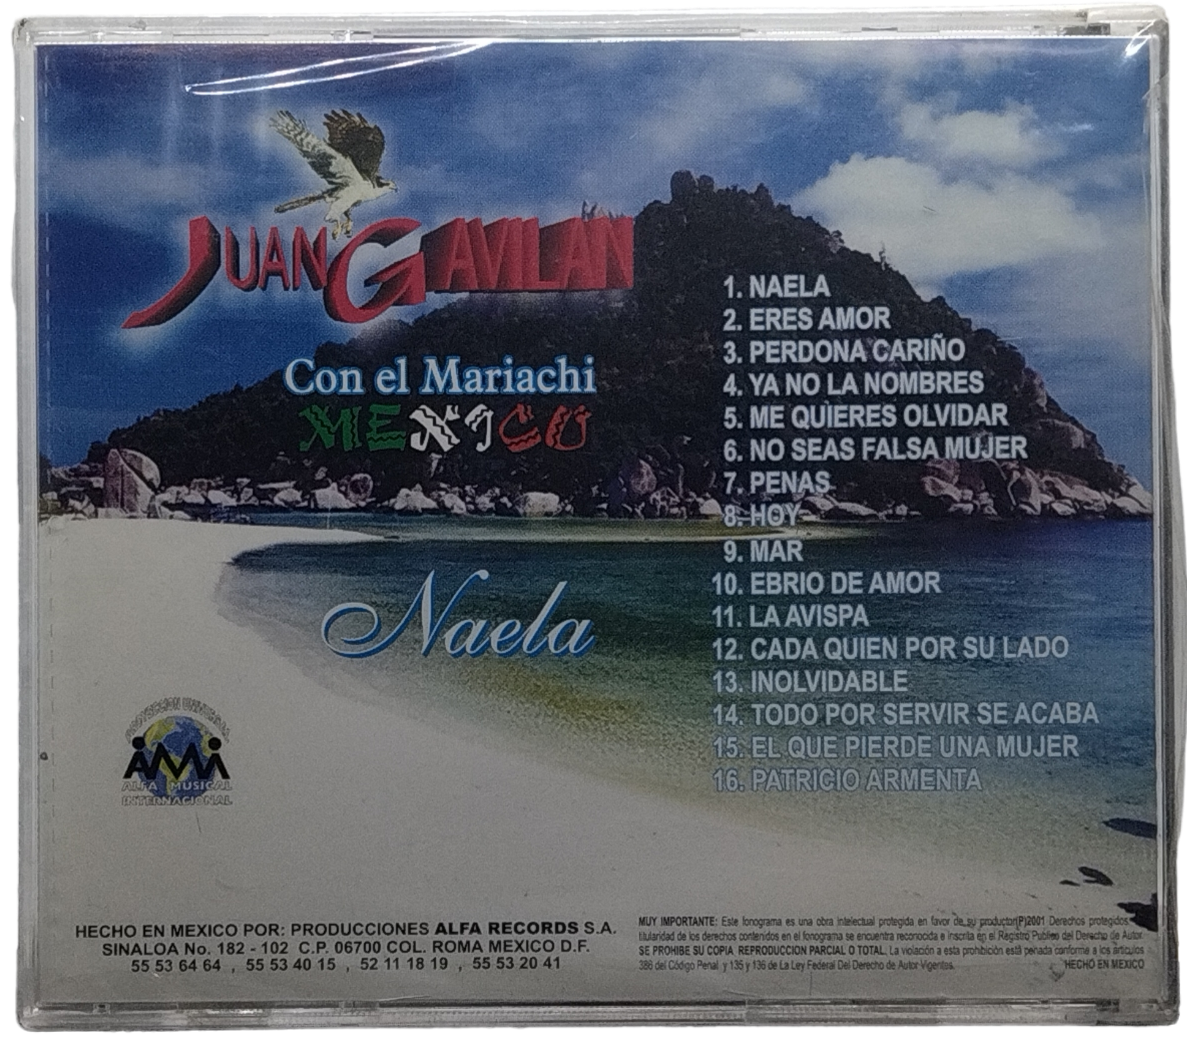 JUAN GAVILAN
Con el Mariachi
MEXICO
Naela
1. NAELA
2. ERES AMOR
3. PERDONA CARIÑO
4. YA NO LA NOMBRES
5. ME QUIERES OLVIDAR
6. NO SEAS FALSA MUJER
7. PENAS
8. HOY
9. MAR
10. EBRIO DE AMOR
11. LA AVISPA
12. CADA QUIEN POR SU LADO
13. INOLVIDABLE
14. TODO POR SERVIR SE ACABA
15. EL QUE PIERDE UNA MUJER
16. PATRICIO ARMENTA
AMI
ALFA MUSICAL
INTERNACIONAL
HECHO EN MEXICO POR: PRODUCCIONES ALFA RECORDS S.A.
SINALOA No. 182 - 102 C.P. 06700 COL. ROMA MEXICO D.F.
55 53 64 64 , 55 53 40 15 , 52 11 18 19 , 55 53 20 41
MUY IMPORTANTE: Este fonograma es una obra intelectual protegida en favor de su productor(P)2001 Derechos protegidos,
titularidad de los derechos contenidos en el fonograma se encuentra reconocida e inscrita en el Registro Publico del Derecho de Autor.
SE PROHIBE SU COPIA REPRODUCCION PARCIAL O TOTAL. La violación a esta prohibición está penada conforme a los artículos
386 del Código Penal y 135 y 136 de La Ley Federal Del Derecho de Autor Vigentes. HECHO EN MEXICO